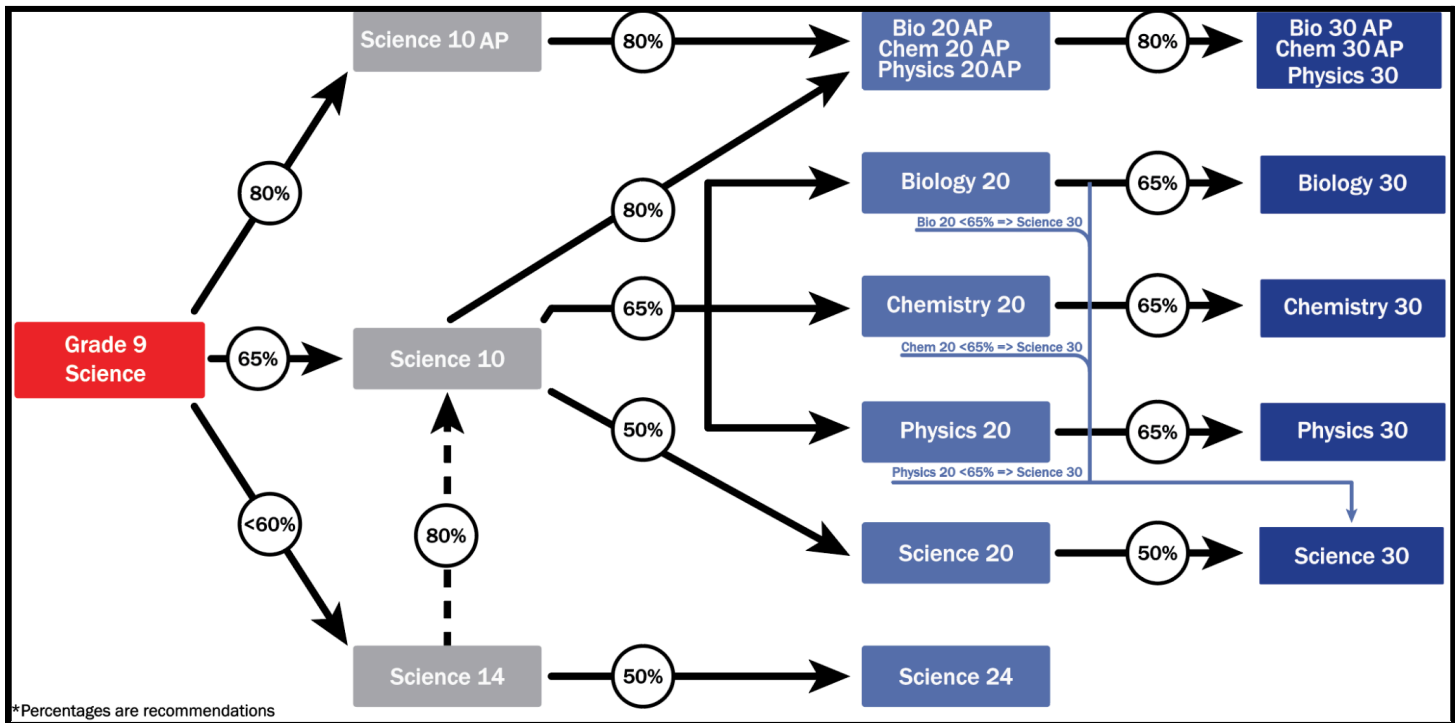 Science 10 AP
80%
Bio 20 AP
Chem 20 AP
Physics 20 AP
80%
Bio 30 AP
Chem 30 AP
Physics 30
80%
80%
Biology 20
65%
Biology 30
Bio 20 <65% => Science 30
Grade 9
Science
65%
Science 10
65%
Chemistry 20
65%
Chemistry 30
Chem 20 <65% => Science 30
50%
Physics 20
65%
Physics 30
Physics 20 <65% => Science 30
<60%
80%
Science 20
50%
Science 30
Science 14
50%
Science 24
*Percentages are recommendations